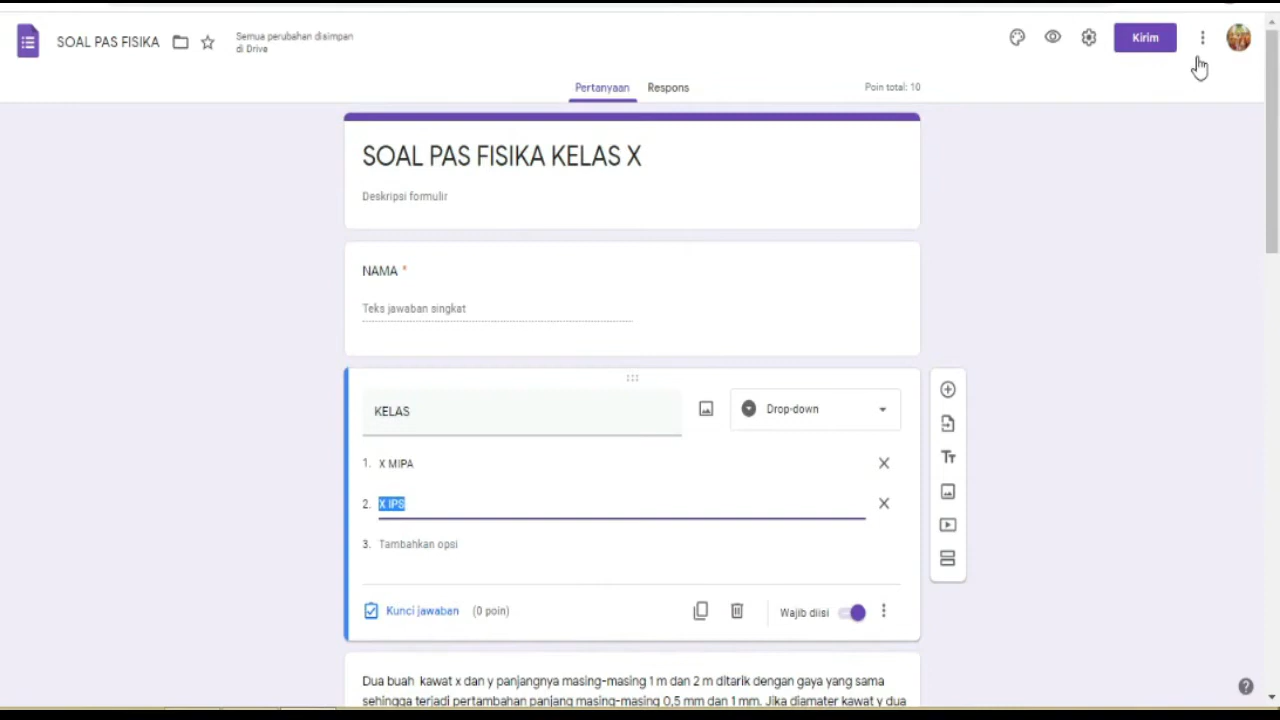 SOAL PAS FISIKA
Semua perubahan disimpan
di Drive
Kirim
Pertanyaan
Respons
Poin total: 10
SOAL PAS FISIKA KELAS X
Deskripsi formulir
NAMA *
Teks jawaban singkat
KELAS
Drop-down
1. X MIPA
2. X IPS
3. Tambahkan opsi
Tт
Kunci jawaban (0 poin)
Wajib diisi
Dua buah kawat x dan y panjangnya masing-masing 1 m dan 2 m ditarik dengan gaya yang sama
sehingga terjadi pertambahan panjang masing-masing 0,5 mm dan 1 mm. Jika diamater kawat y dua